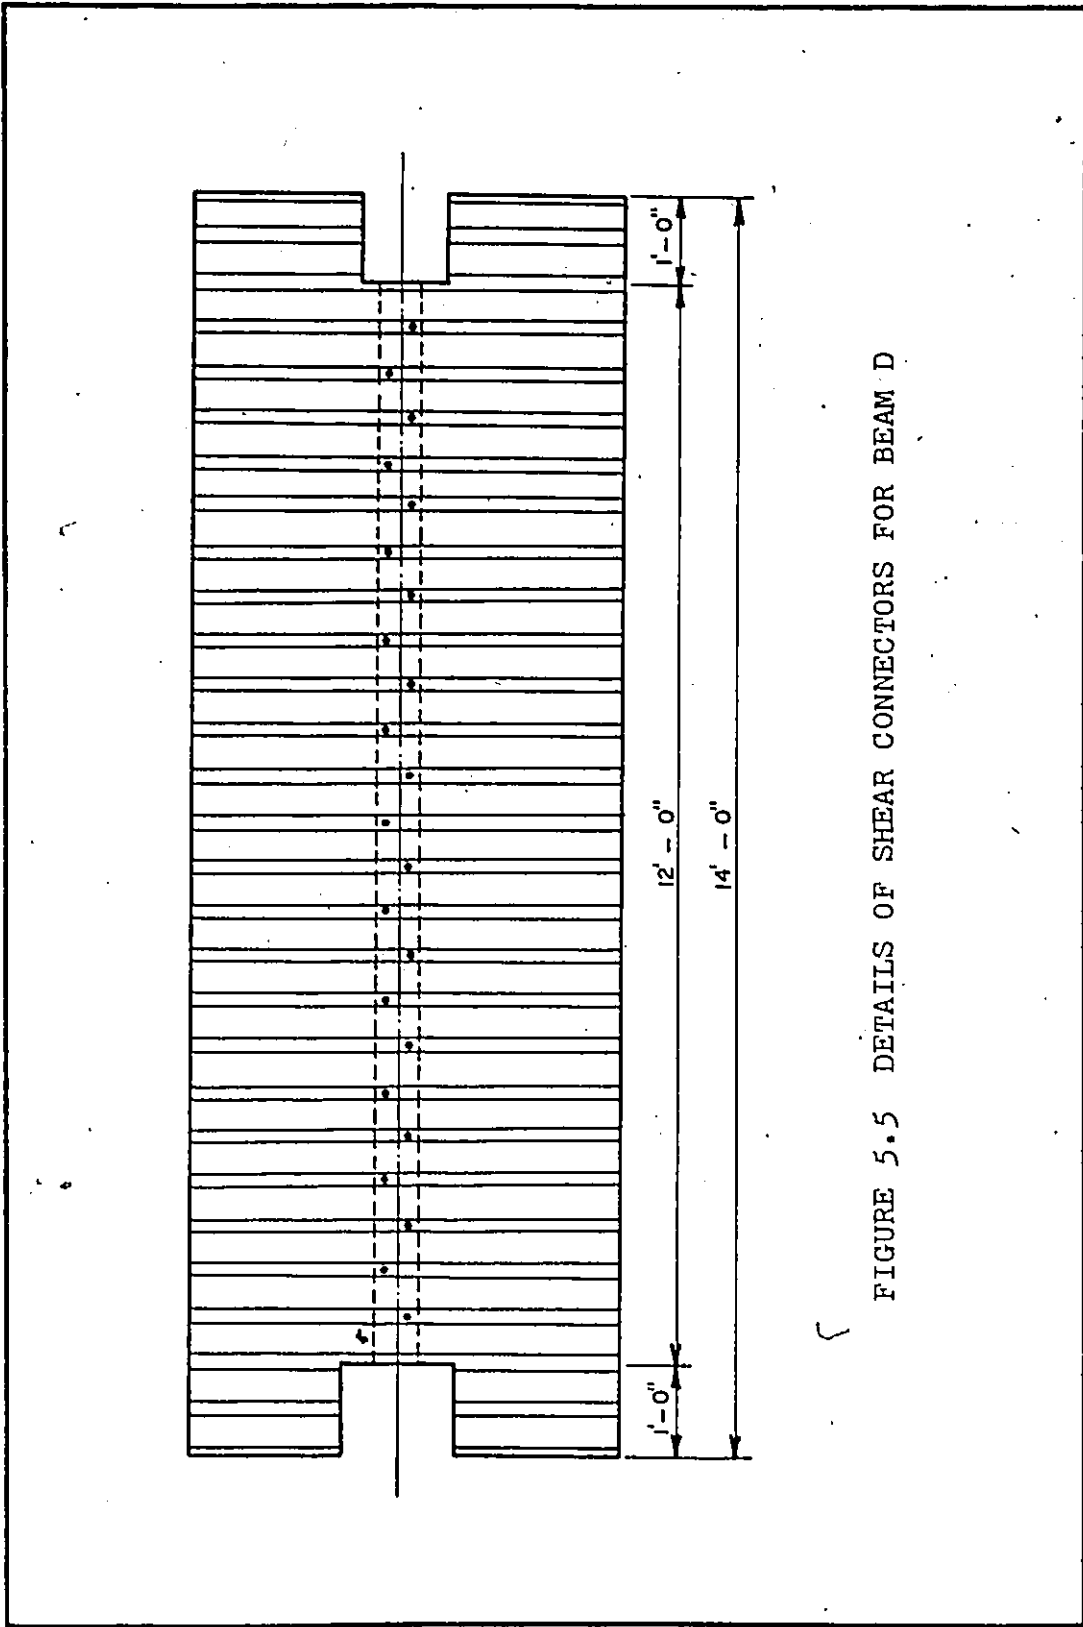 1'-0"
12'-0"
1'-0"
14'-0"
FIGURE 5.5 DETAILS OF SHEAR CONNECTORS FOR BEAM D